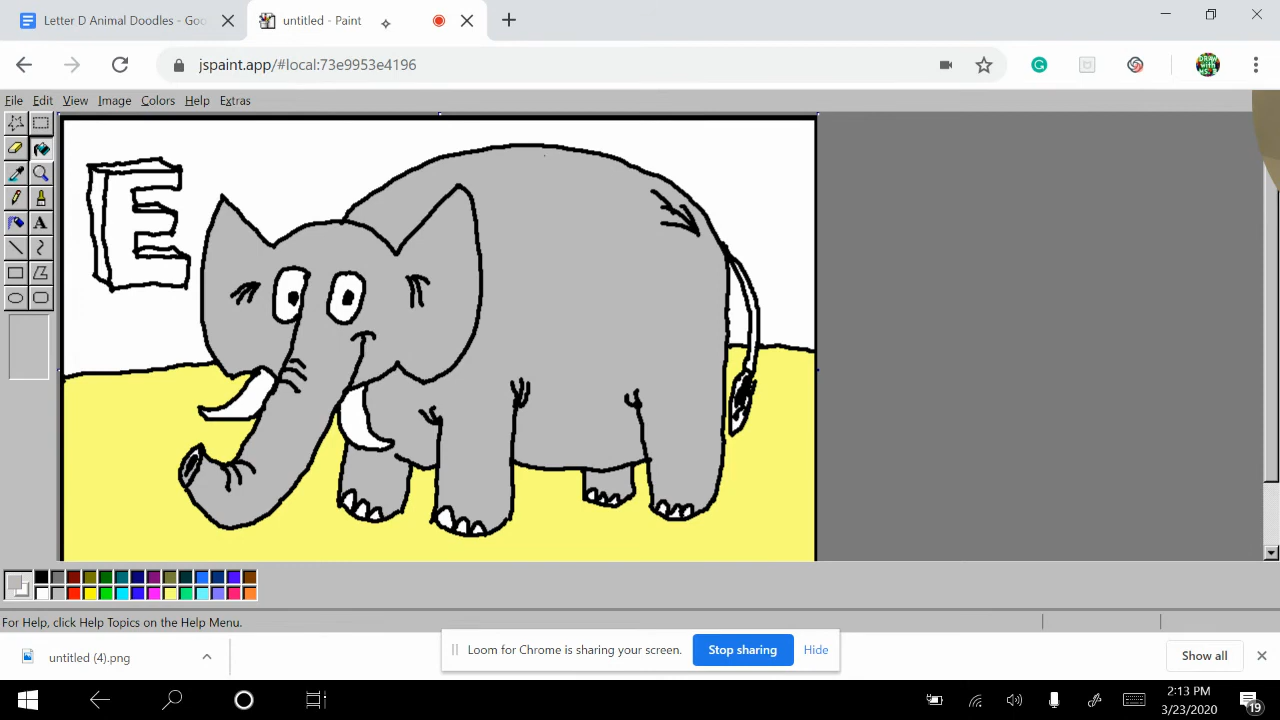 Letter D Animal Doodles - Goo
untitled - Paint
jspaint.app/#local:73e9953e4196
File Edit View Image Colors Help Extras
E
For Help, click Help Topics on the Help Menu.
Loom for Chrome is sharing your screen. Stop sharing Hide
untitled (4).png
Show all
2:13 PM
3/23/2020
19